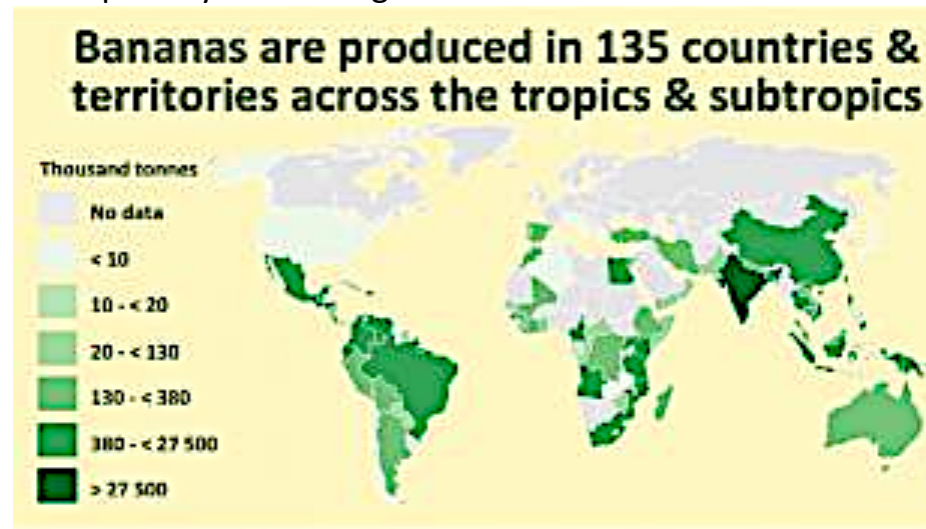 Bananas are produced in 135 countries &
territories across the tropics & subtropics
Thousand tonnes
No data
< 10
10 - < 20
20 - < 130
130 - < 380
380 - < 27 500
> 27 500